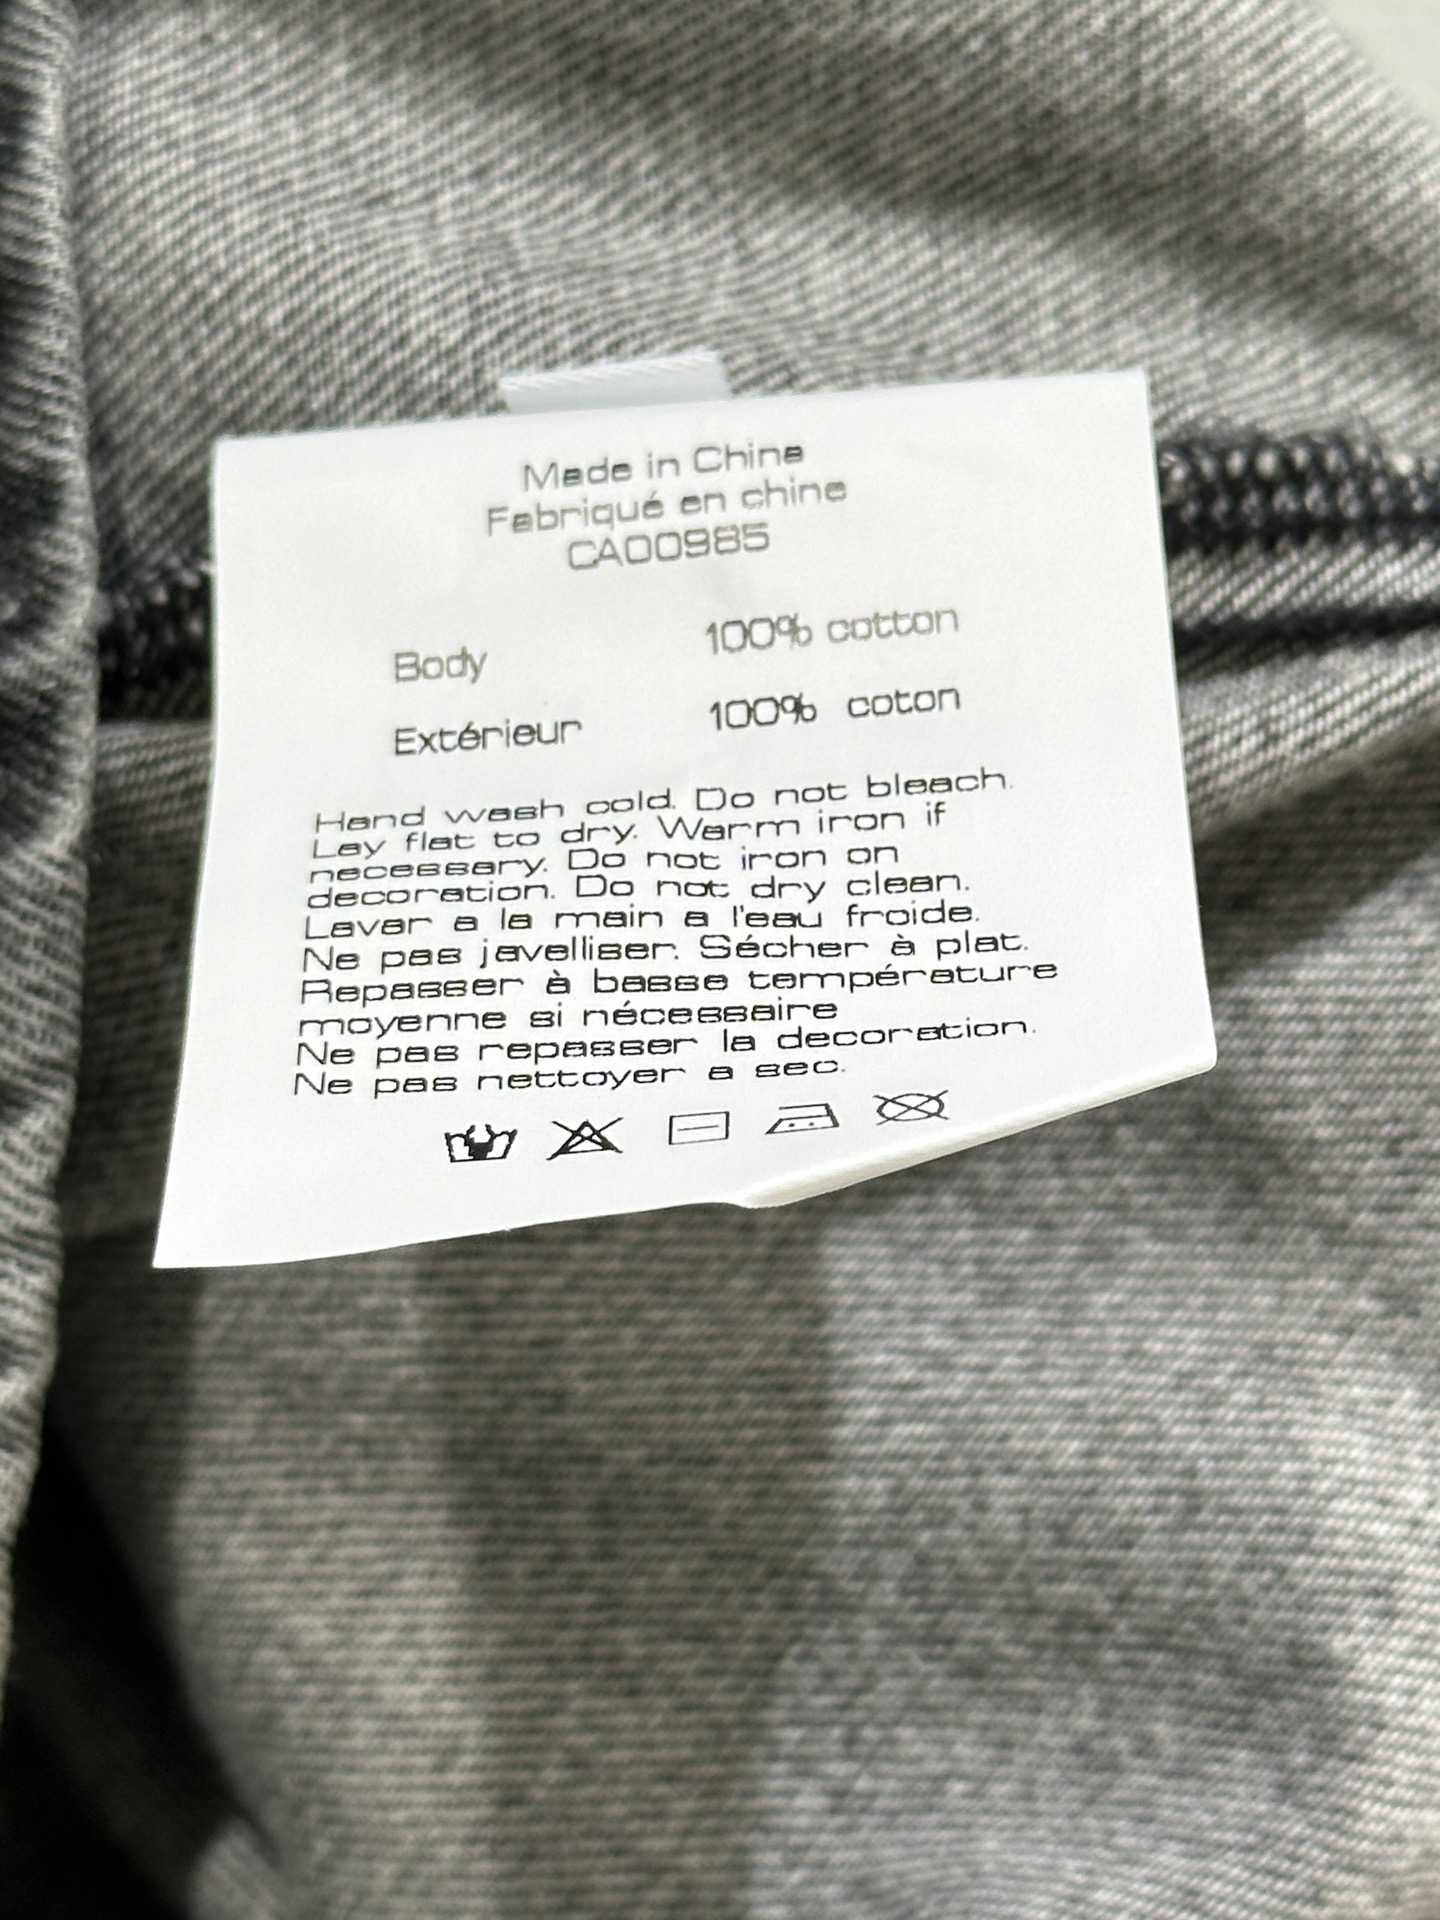 Made in China
Fabriqué en chine
CA00985
Body 100% cotton
Extérieur 100% coton
Hand wash cold. Do not bleach.
Lay flat to dry. Warm iron if
necessary. Do not iron on
decoration. Do not dry clean.
Lavar a la main a l'eau froide.
Ne pas javelliser. Sécher à plat.
Repasser à basse température
moyenne si nécessaire
Ne pas repasser la decoration.
Ne pas nettoyer a sec.